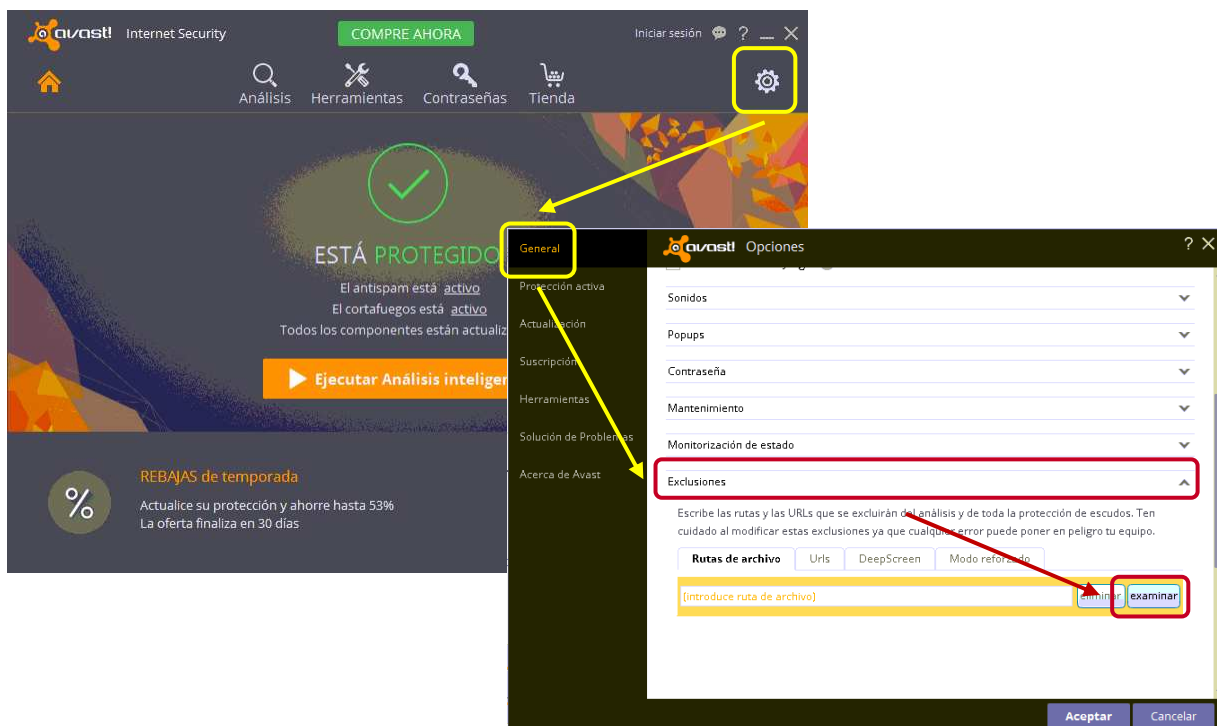 avast! Internet Security
COMPRE AHORA
Iniciar sesión ?
Análisis Herramientas Contraseñas Tienda
ESTÁ PROTEGIDO
El antispam está activo
El cortafuegos está activo
Todos los componentes están actualiz
Ejecutar Análisis inteliger
%
REBAJAS de temporada
Actualice su protección y ahorre hasta 53%
La oferta finaliza en 30 días
avast! Opciones ?
General
Protección activa
Actualización
Suscripción
Herramientas
Solución de Problemas
Acerca de Avast
Sonidos
Popups
Contraseña
Mantenimiento
Monitorización de estado
Exclusiones
Escribe las rutas y las URLs que se excluirán del análisis y de toda la protección de escudos. Ten
cuidado al modificar estas exclusiones ya que cualquier error puede poner en peligro tu equipo.
Rutas de archivo Urls DeepScreen Modo reforzado
[introduce ruta de archivo] eliminar examinar
Aceptar Cancelar